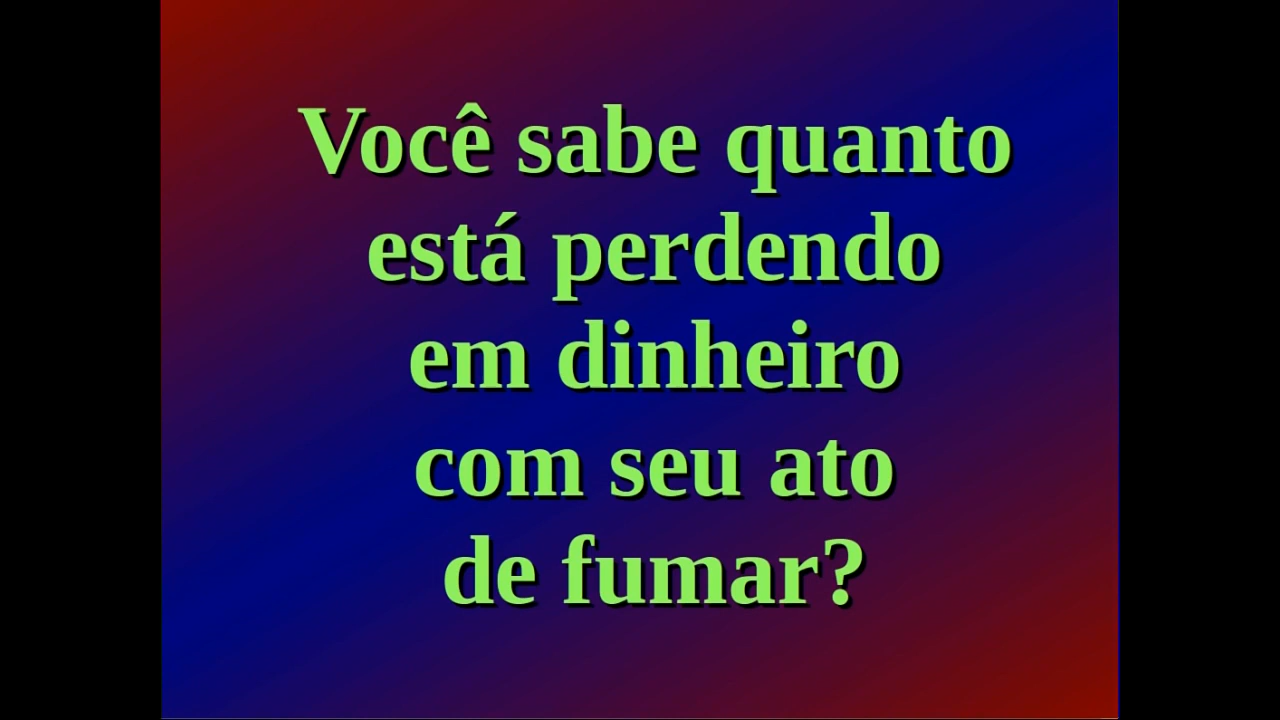 Você sabe quanto
está perdendo
em dinheiro
com seu ato
de fumar?